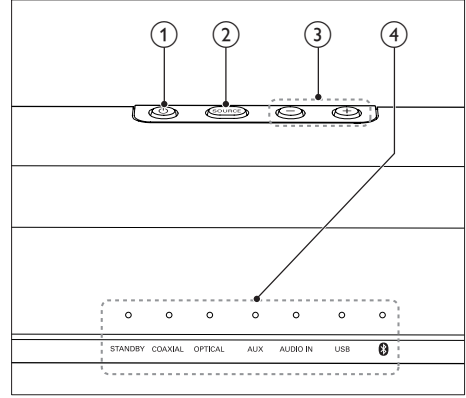 1 2 3 4
SOURCE − +
STANDBY COAXIAL OPTICAL AUX AUDIO IN USB